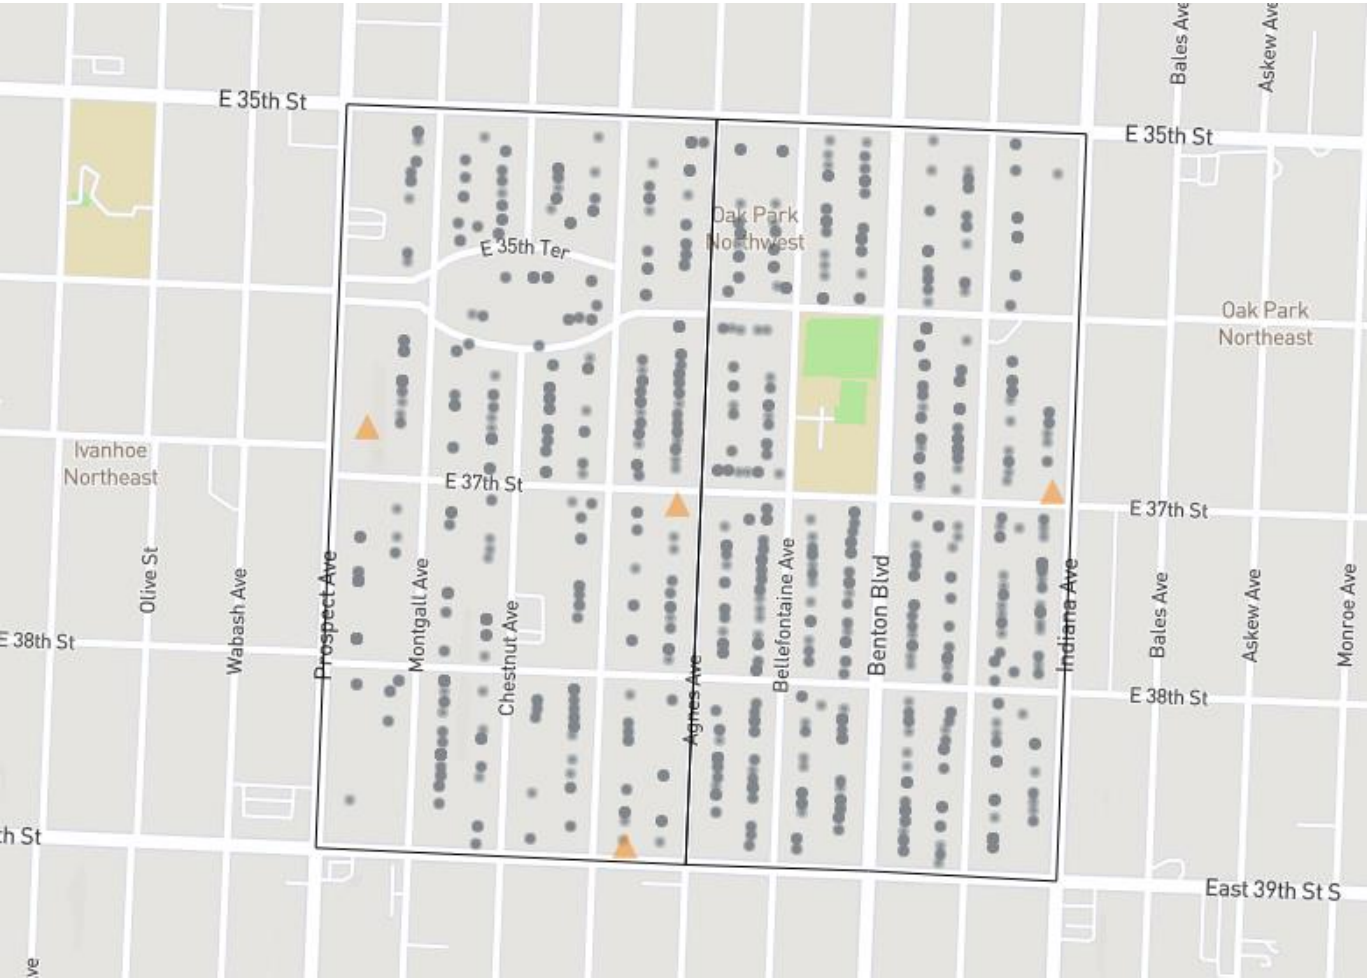 Bales Ave
Askew Ave
E 35th St
E 35th St
Oak Park
Northwest
E 35th Ter
Oak Park
Northeast
Ivanhoe
Northeast
E 37th St
E 37th St
Olive St
Wabash Ave
Prospect Ave
Montgall Ave
Chestnut Ave
Agnes Ave
Bellefontaine Ave
Benton Blvd
Indiana Ave
Bales Ave
Askew Ave
Monroe Ave
E 38th St
E 38th St
th St
East 39th St S
ve